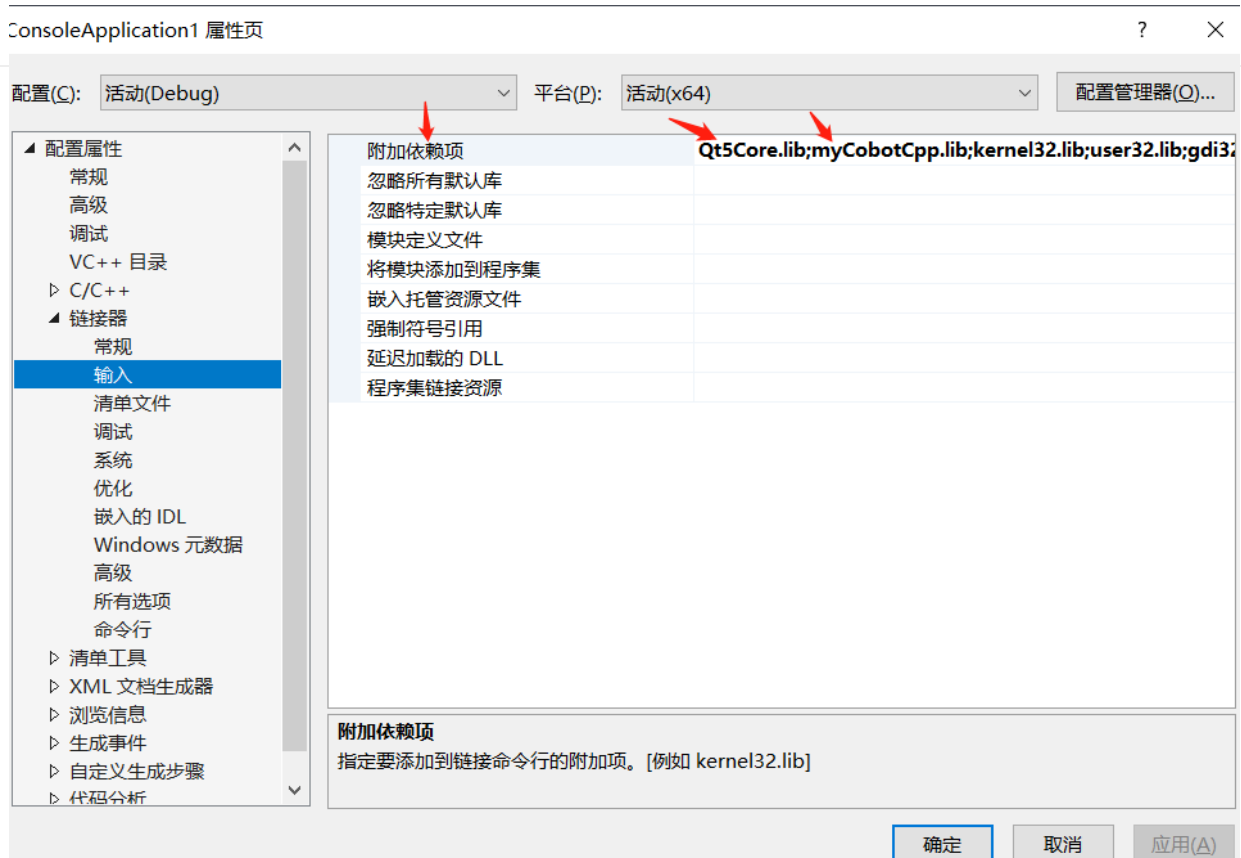 ConsoleApplication1 属性页
?
配置(C):
活动(Debug)
平台(P):
活动(x64)
配置管理器(O)...
配置属性
常规
高级
调试
VC++ 目录
C/C++
链接器
常规
输入
清单文件
调试
系统
优化
嵌入的 IDL
Windows 元数据
高级
所有选项
命令行
清单工具
XML 文档生成器
浏览信息
生成事件
自定义生成步骤
代码分析
附加依赖项 Qt5Core.lib;myCobotCpp.lib;kernel32.lib;user32.lib;gdi32
忽略所有默认库
忽略特定默认库
模块定义文件
将模块添加到程序集
嵌入托管资源文件
强制符号引用
延迟加载的 DLL
程序集链接资源
附加依赖项
指定要添加到链接命令行的附加项。[例如 kernel32.lib]
确定
取消
应用(A)